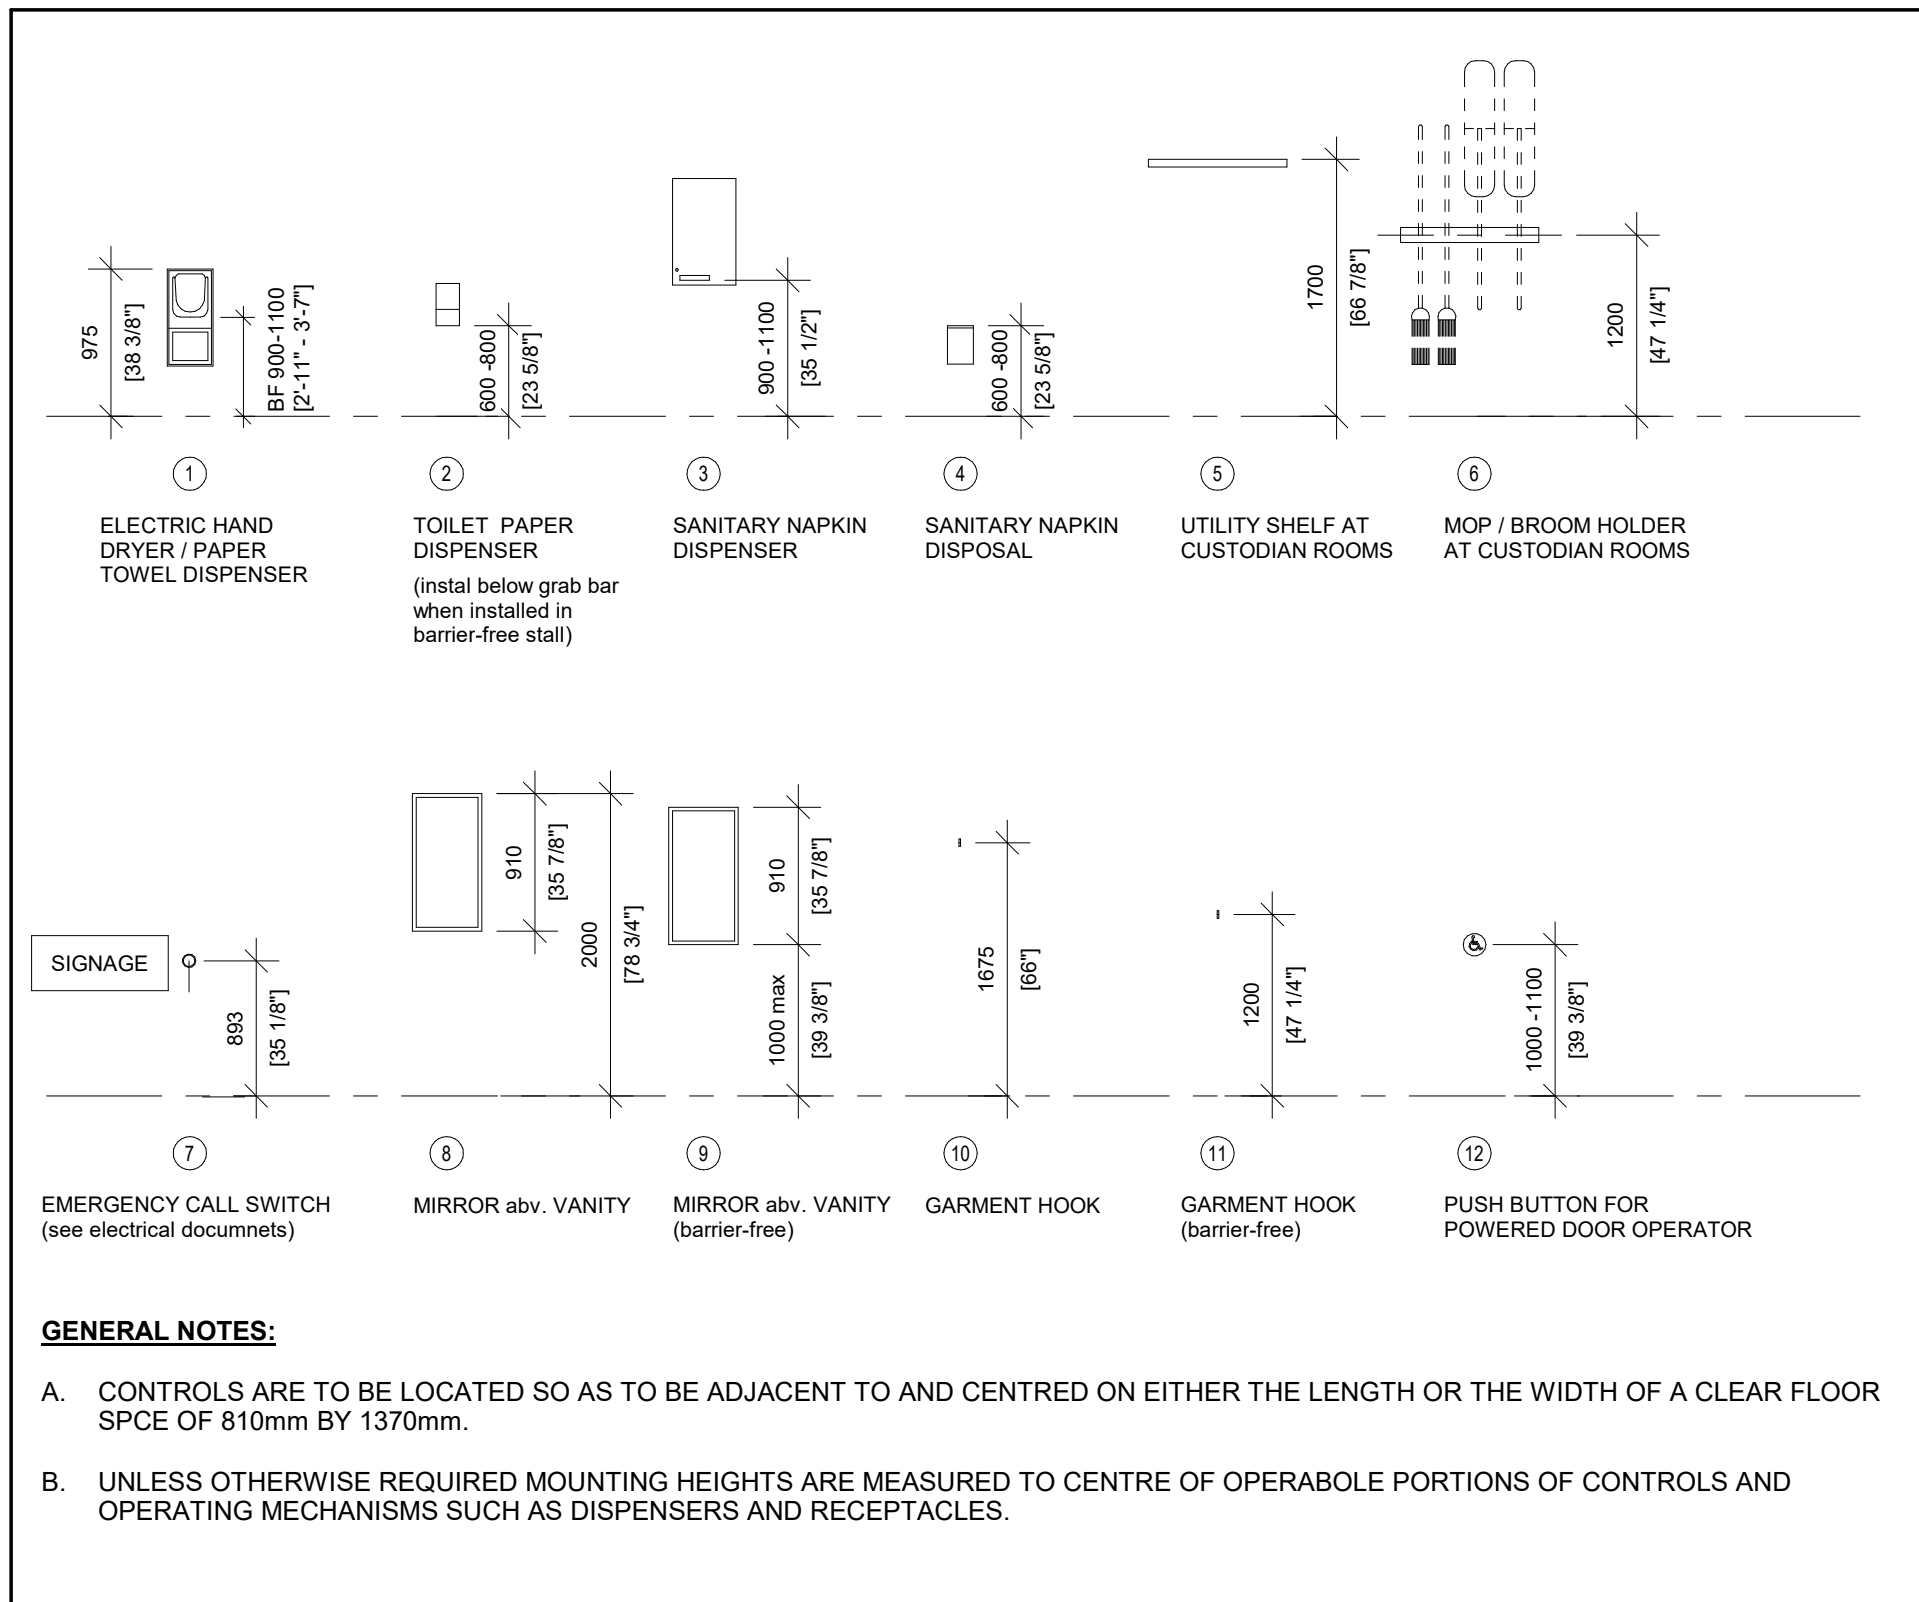 975
[38 3/8"]
BF 900-1100
[2'-11" - 3'-7"]
600 -800
[23 5/8"]
900 -1100
[35 1/2"]
600 -800
[23 5/8"]
1700
[66 7/8"]
1200
[47 1/4"]
1
ELECTRIC HAND
DRYER / PAPER
TOWEL DISPENSER
2
TOILET PAPER
DISPENSER
(instal below grab bar
when installed in
barrier-free stall)
3
SANITARY NAPKIN
DISPENSER
4
SANITARY NAPKIN
DISPOSAL
5
UTILITY SHELF AT
CUSTODIAN ROOMS
6
MOP / BROOM HOLDER
AT CUSTODIAN ROOMS
SIGNAGE
893
[35 1/8"]
910
[35 7/8"]
2000
[78 3/4"]
910
[35 7/8"]
1000 max
[39 3/8"]
1675
[66"]
1200
[47 1/4"]
1000 -1100
[39 3/8"]
7
EMERGENCY CALL SWITCH
(see electrical documnets)
8
MIRROR abv. VANITY
9
MIRROR abv. VANITY
(barrier-free)
10
GARMENT HOOK
11
GARMENT HOOK
(barrier-free)
12
PUSH BUTTON FOR
POWERED DOOR OPERATOR
GENERAL NOTES:
A. CONTROLS ARE TO BE LOCATED SO AS TO BE ADJACENT TO AND CENTRED ON EITHER THE LENGTH OR THE WIDTH OF A CLEAR FLOOR
SPCE OF 810mm BY 1370mm.
B. UNLESS OTHERWISE REQUIRED MOUNTING HEIGHTS ARE MEASURED TO CENTRE OF OPERABOLE PORTIONS OF CONTROLS AND
OPERATING MECHANISMS SUCH AS DISPENSERS AND RECEPTACLES.